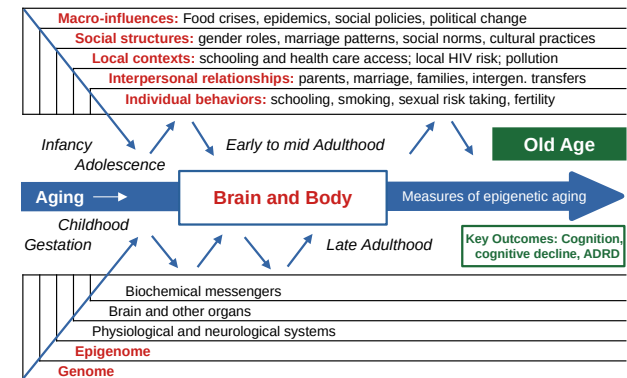 Macro-influences: Food crises, epidemics, social policies, political change
Social structures: gender roles, marriage patterns, social norms, cultural practices
Local contexts: schooling and health care access; local HIV risk; pollution
Interpersonal relationships: parents, marriage, families, intergen. transfers
Individual behaviors: schooling, smoking, sexual risk taking, fertility
Infancy
Adolescence
Early to mid Adulthood
Old Age
Aging
Brain and Body
Measures of epigenetic aging
Childhood
Gestation
Late Adulthood
Key Outcomes: Cognition,
cognitive decline, ADRD
Biochemical messengers
Brain and other organs
Physiological and neurological systems
Epigenome
Genome